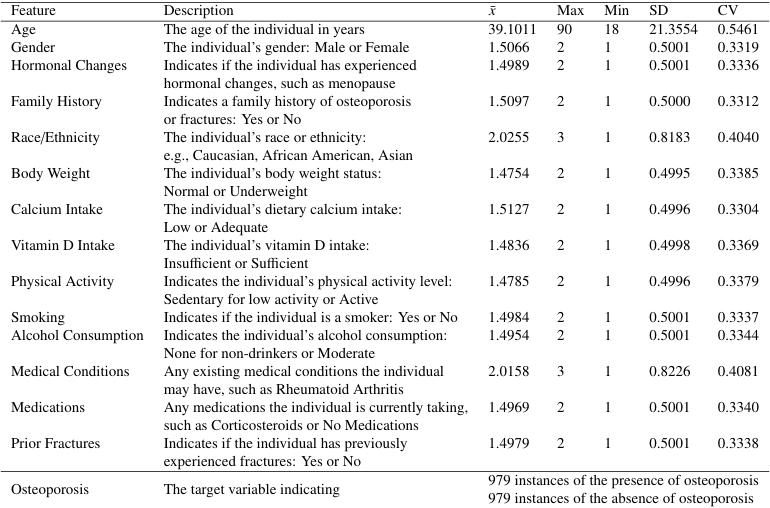 Feature Description x̄ Max Min SD CV
Age The age of the individual in years 39.1011 90 18 21.3554 0.5461
Gender The individual's gender: Male or Female 1.5066 2 1 0.5001 0.3319
Hormonal Changes Indicates if the individual has experienced 1.4989 2 1 0.5001 0.3336
hormonal changes, such as menopause
Family History Indicates a family history of osteoporosis 1.5097 2 1 0.5000 0.3312
or fractures: Yes or No
Race/Ethnicity The individual's race or ethnicity: 2.0255 3 1 0.8183 0.4040
e.g., Caucasian, African American, Asian
Body Weight The individual's body weight status: 1.4754 2 1 0.4995 0.3385
Normal or Underweight
Calcium Intake The individual's dietary calcium intake: 1.5127 2 1 0.4996 0.3304
Low or Adequate
Vitamin D Intake The individual's vitamin D intake: 1.4836 2 1 0.4998 0.3369
Insufficient or Sufficient
Physical Activity Indicates the individual's physical activity level: 1.4785 2 1 0.4996 0.3379
Sedentary for low activity or Active
Smoking Indicates if the individual is a smoker: Yes or No 1.4984 2 1 0.5001 0.3337
Alcohol Consumption Indicates the individual's alcohol consumption: 1.4954 2 1 0.5001 0.3344
None for non-drinkers or Moderate
Medical Conditions Any existing medical conditions the individual 2.0158 3 1 0.8226 0.4081
may have, such as Rheumatoid Arthritis
Medications Any medications the individual is currently taking, 1.4969 2 1 0.5001 0.3340
such as Corticosteroids or No Medications
Prior Fractures Indicates if the individual has previously 1.4979 2 1 0.5001 0.3338
experienced fractures: Yes or No
Osteoporosis The target variable indicating 979 instances of the presence of osteoporosis
979 instances of the absence of osteoporosis